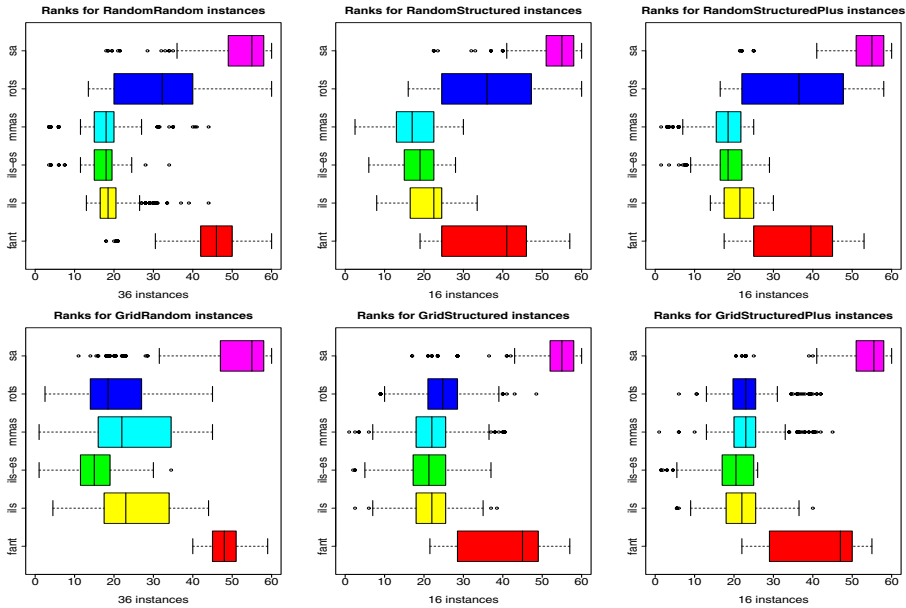 Ranks for RandomRandom instances
sa
rots
mmas
ils−es
ils
fant
0 10 20 30 40 50 60
36 instances
Ranks for RandomStructured instances
sa
rots
mmas
ils−es
ils
fant
0 10 20 30 40 50 60
16 instances
Ranks for RandomStructuredPlus instances
sa
rots
mmas
ils−es
ils
fant
0 10 20 30 40 50 60
16 instances
Ranks for GridRandom instances
sa
rots
mmas
ils−es
ils
fant
0 10 20 30 40 50 60
36 instances
Ranks for GridStructured instances
sa
rots
mmas
ils−es
ils
fant
0 10 20 30 40 50 60
16 instances
Ranks for GridStructuredPlus instances
sa
rots
mmas
ils−es
ils
fant
0 10 20 30 40 50 60
16 instances